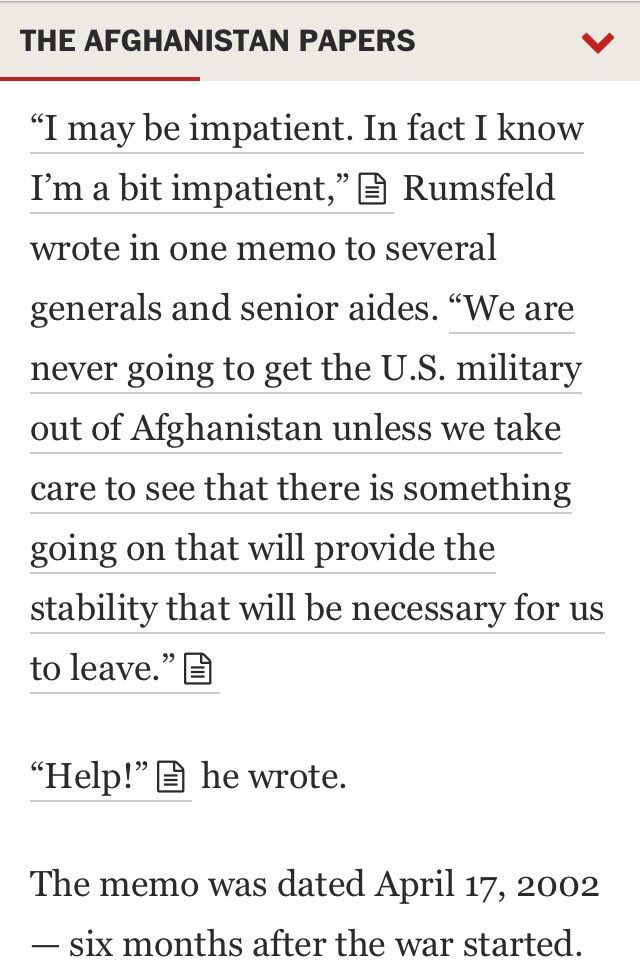 THE AFGHANISTAN PAPERS
“I may be impatient. In fact I know
I’m a bit impatient,” Rumsfeld
wrote in one memo to several
generals and senior aides. “We are
never going to get the U.S. military
out of Afghanistan unless we take
care to see that there is something
going on that will provide the
stability that will be necessary for us
to leave.”
“Help!” he wrote.
The memo was dated April 17, 2002
— six months after the war started.